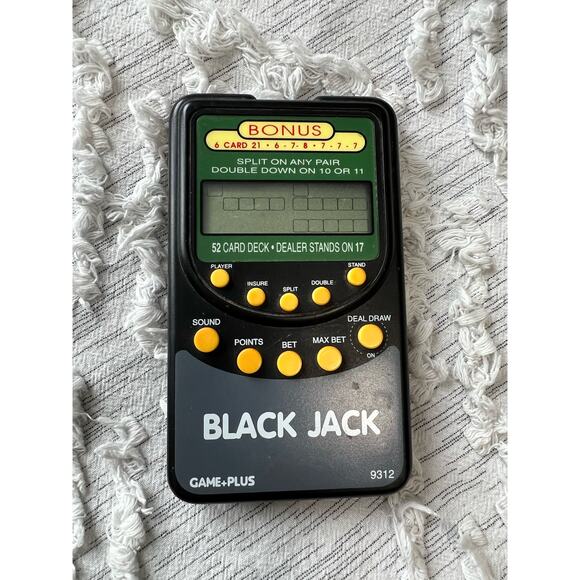 BONUS
6 CARD 21 • 6 - 7- 8 • 7 - 7 - 7
SPLIT ON ANY PAIR
DOUBLE DOWN ON 10 OR 11
52 CARD DECK • DEALER STANDS ON 17
PLAYER INSURE SPLIT DOUBLE STAND
SOUND POINTS BET MAX BET DEAL DRAW
ON
BLACK JACK
GAME+PLUS 9312